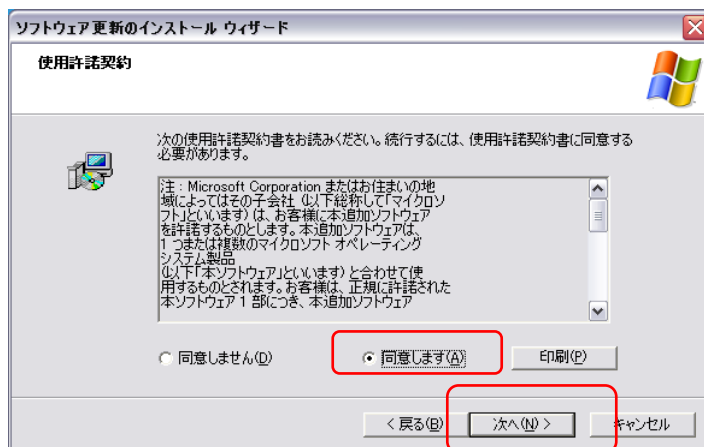 ソフトウェア更新のインストール ウィザード
使用許諾契約
次の使用許諾契約書をお読みください。続行するには、使用許諾契約書に同意する
必要があります。
注 : Microsoft Corporation またはお住まいの地
域によってはその子会社 (以下総称して「マイクロソ
フト」といいます) は、お客様に本追加ソフトウェア
を許諾するものとします。本追加ソフトウェアは、
1 つまたは複数のマイクロソフト オペレーティング
システム製品
(以下「本ソフトウェア」といいます) と合わせて使
用するものとされます。お客様は、正規に許諾された
本ソフトウェア 1 部につき、本追加ソフトウェア
同意しません(D)
同意します(A)
印刷(P)
< 戻る(B)
次へ(N) >
キャンセル